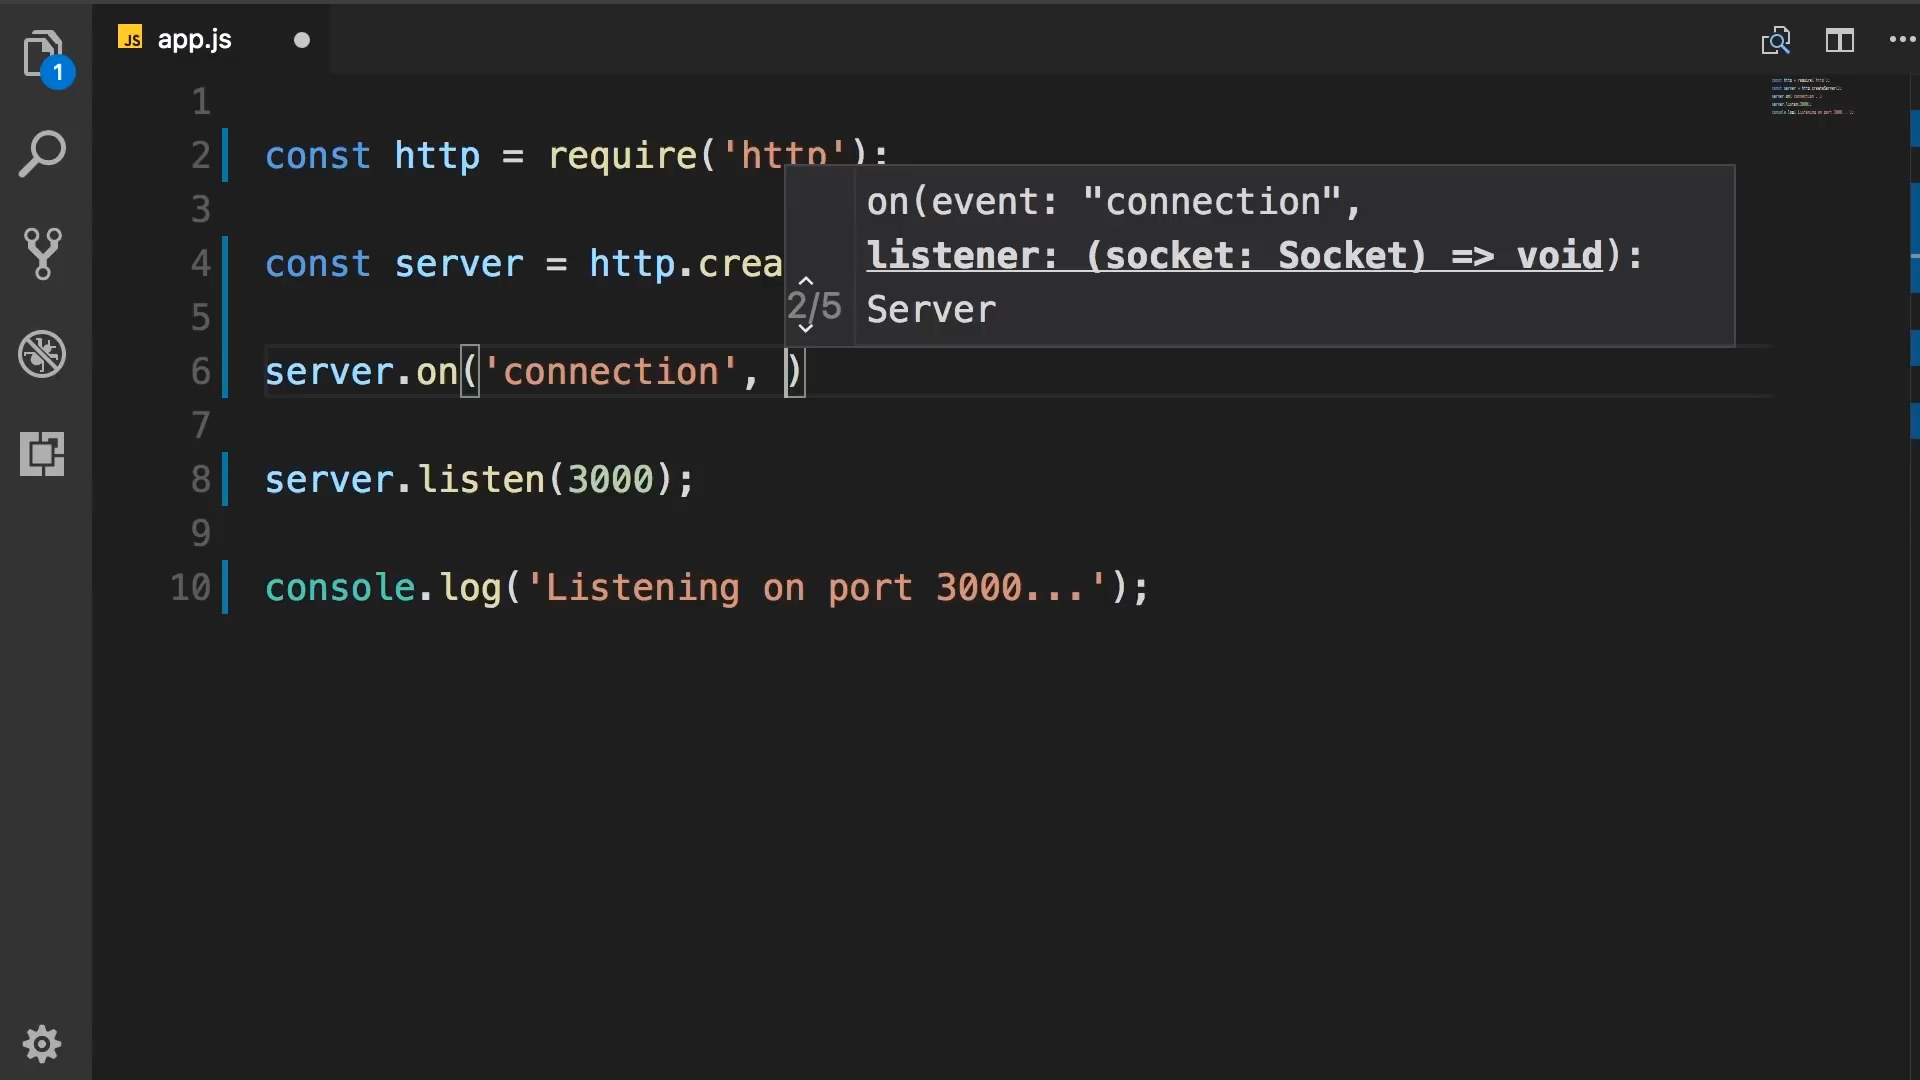 JS app.js
1
1
2 const http = require('http');
3
on(event: "connection",
listener: (socket: Socket) => void):
Server
2/5
4 const server = http.crea
5
6 server.on('connection', )
7
8 server.listen(3000);
9
10 console.log('Listening on port 3000...');